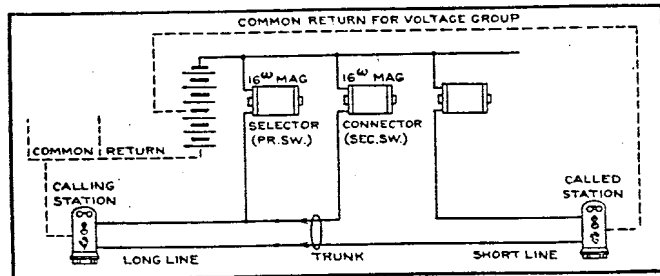 COMMON RETURN FOR VOLTAGE GROUP
16ω MAG
16ω MAG
SELECTOR
(PR.SW.)
CONNECTOR
(SEC.SW.)
COMMON RETURN
CALLING
STATION
CALLED
STATION
LONG LINE
TRUNK
SHORT LINE